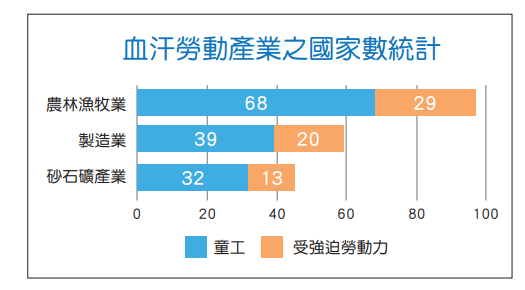 血汗勞動產業之國家數統計
農林漁牧業 68 29
製造業 39 20
砂石礦產業 32 13
0 20 40 60 80 100
童工 受強迫勞動力